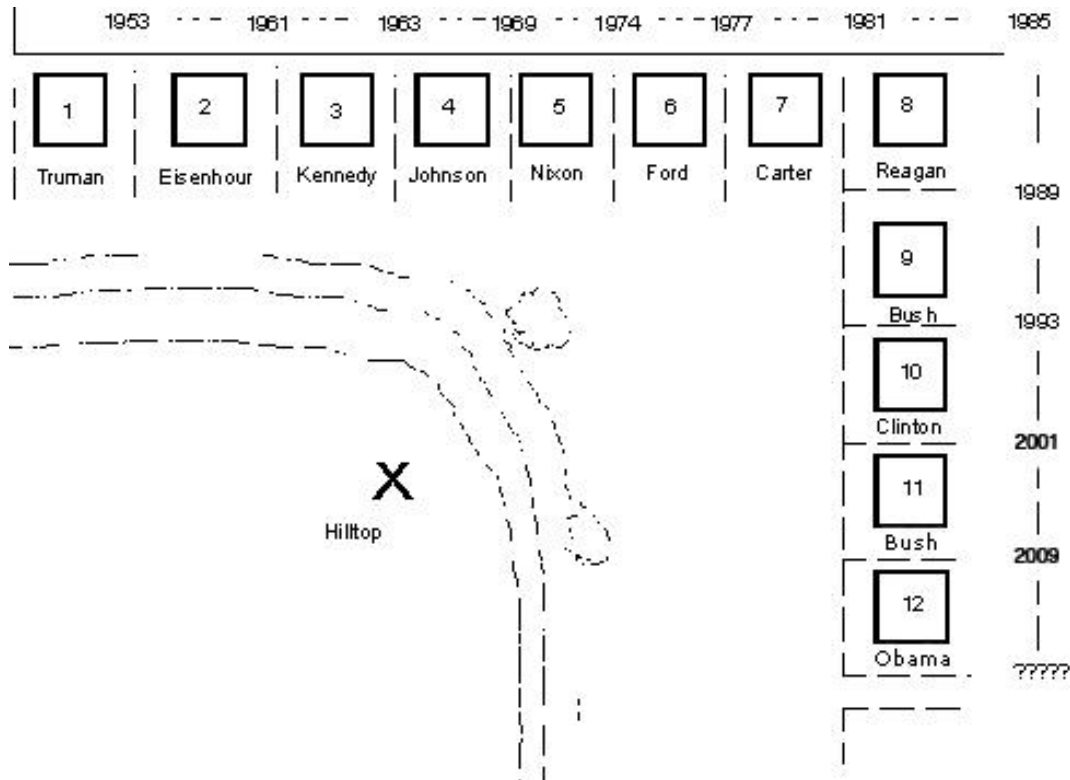 1953 1961 1963 1969 1974 1977 1981 1985
1 2 3 4 5 6 7 8
Truman Eisenhour Kennedy Johnson Nixon Ford Carter Reagan
1989
9
Bush
1993
10
Clinton
2001
X
11
Hilltop
Bush
2009
12
Obama
?????